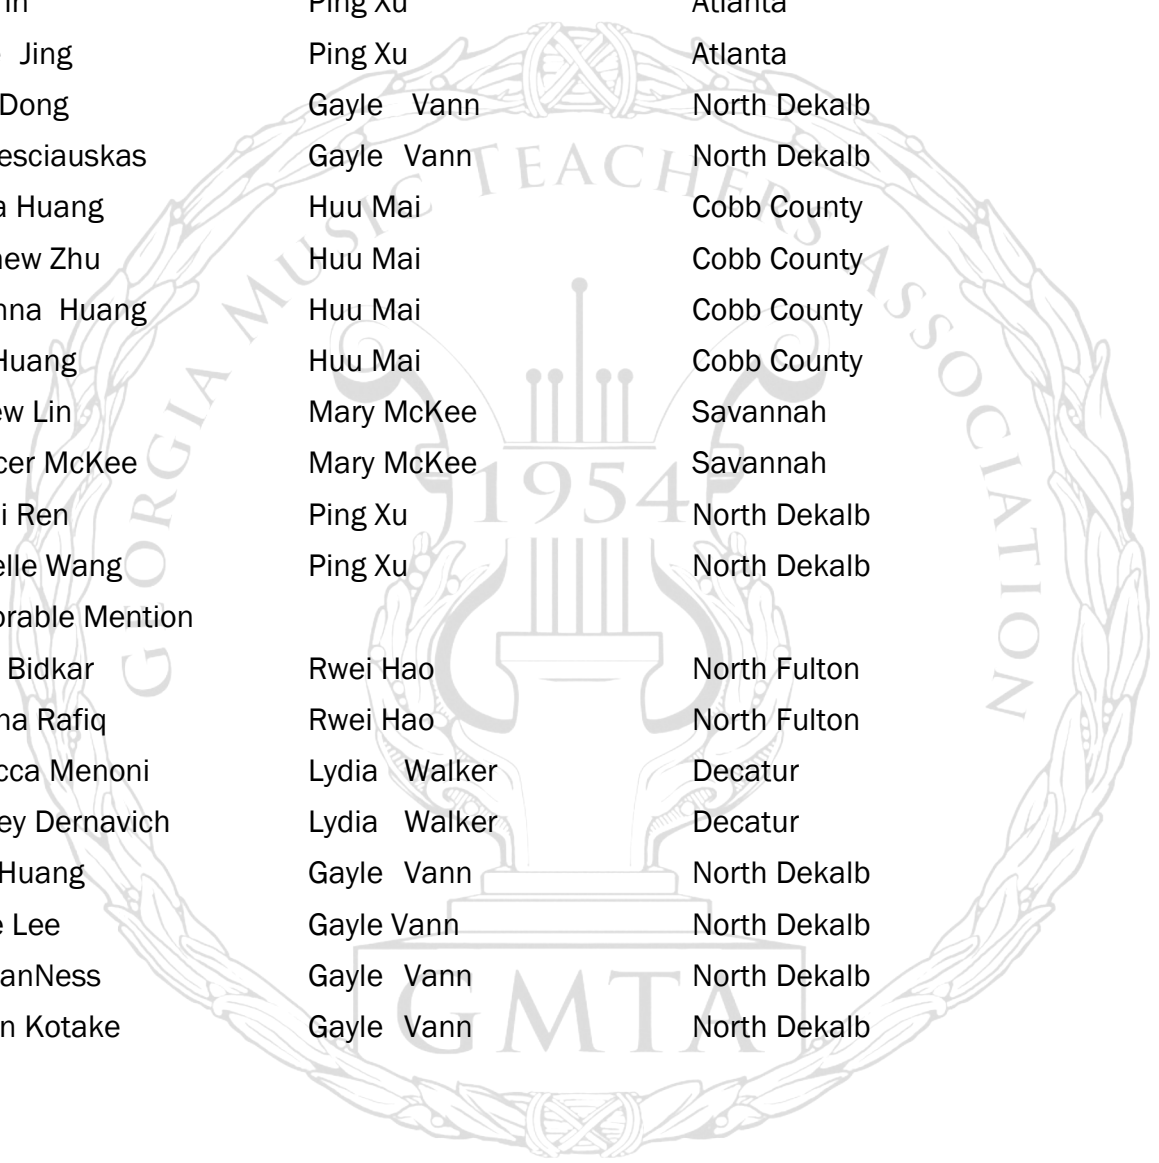 Ping Xu Atlanta
Jing Ping Xu Atlanta
Dong Gayle Vann North Dekalb
esciauskas Gayle Vann North Dekalb
a Huang Huu Mai Cobb County
hew Zhu Huu Mai Cobb County
nna Huang Huu Mai Cobb County
Huang Huu Mai Cobb County
ew Lin Mary McKee Savannah
cer McKee Mary McKee Savannah
i Ren Ping Xu North Dekalb
elle Wang Ping Xu North Dekalb
orable Mention
Bidkar Rwei Hao North Fulton
na Rafiq Rwei Hao North Fulton
cca Menoni Lydia Walker Decatur
ey Dernavich Lydia Walker Decatur
Huang Gayle Vann North Dekalb
e Lee Gayle Vann North Dekalb
anNess Gayle Vann North Dekalb
n Kotake Gayle Vann North Dekalb
GEORGIA MUSIC TEACHERS ASSOCIATION
1954
GMTA